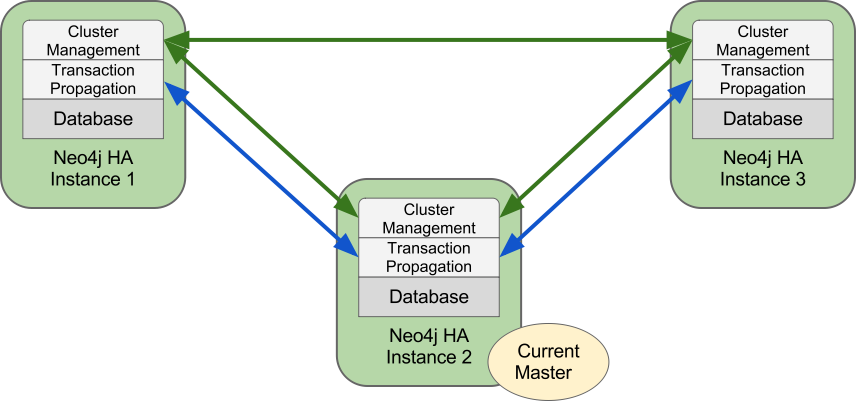 Cluster
Management
Transaction
Propagation
Database
Neo4j HA
Instance 1
Cluster
Management
Transaction
Propagation
Database
Neo4j HA
Instance 3
Cluster
Management
Transaction
Propagation
Database
Neo4j HA
Instance 2
Current
Master